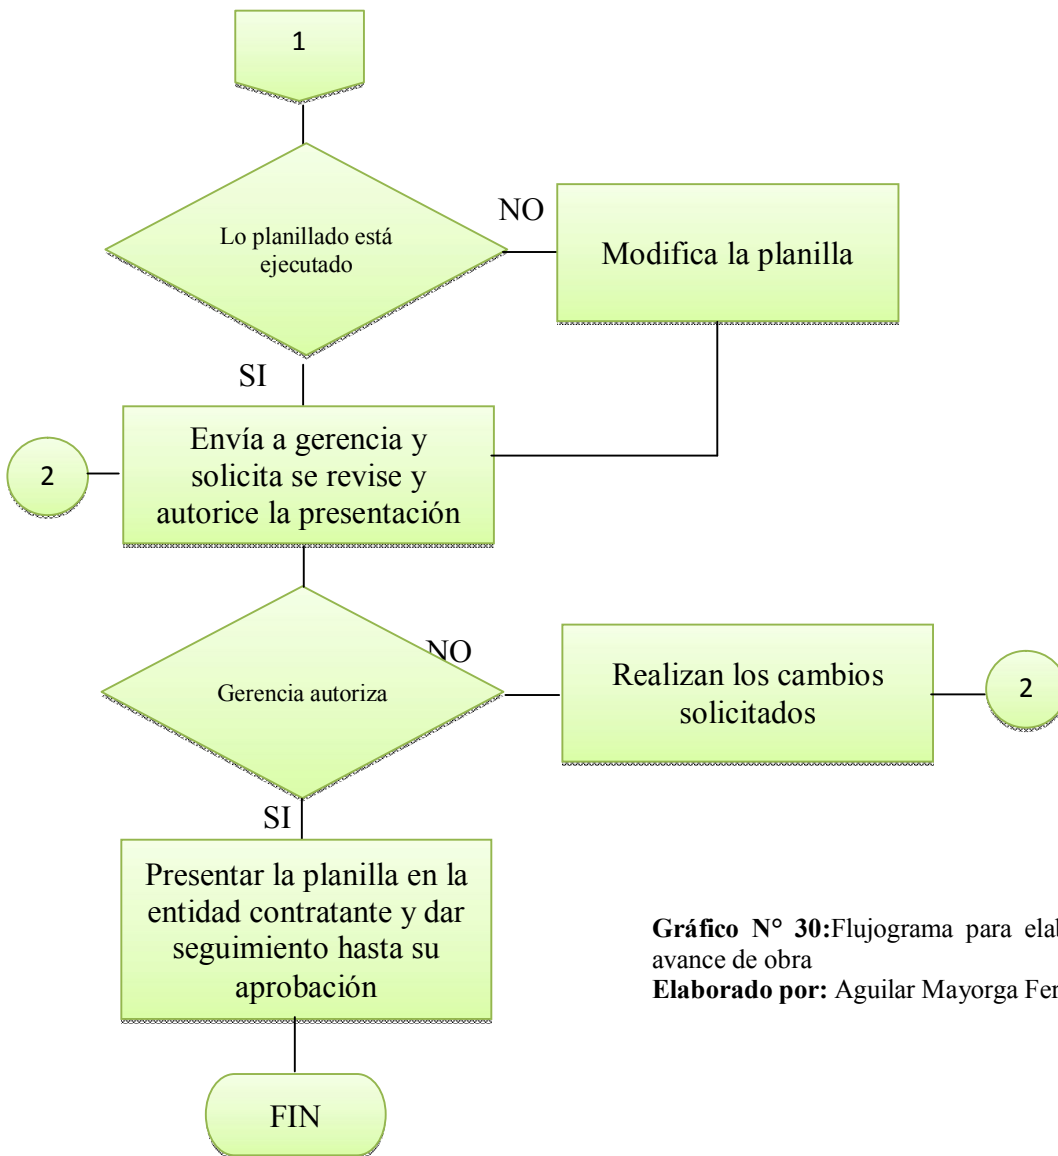 1
Lo planillado está
ejecutado
NO
Modifica la planilla
SI
Envía a gerencia y
solicita se revise y
autorice la presentación
2
Gerencia autoriza
NO
Realizan los cambios
solicitados
2
SI
Presentar la planilla en la
entidad contratante y dar
seguimiento hasta su
aprobación
Gráfico N° 30:Flujograma para elab
avance de obra
Elaborado por: Aguilar Mayorga Fer
FIN